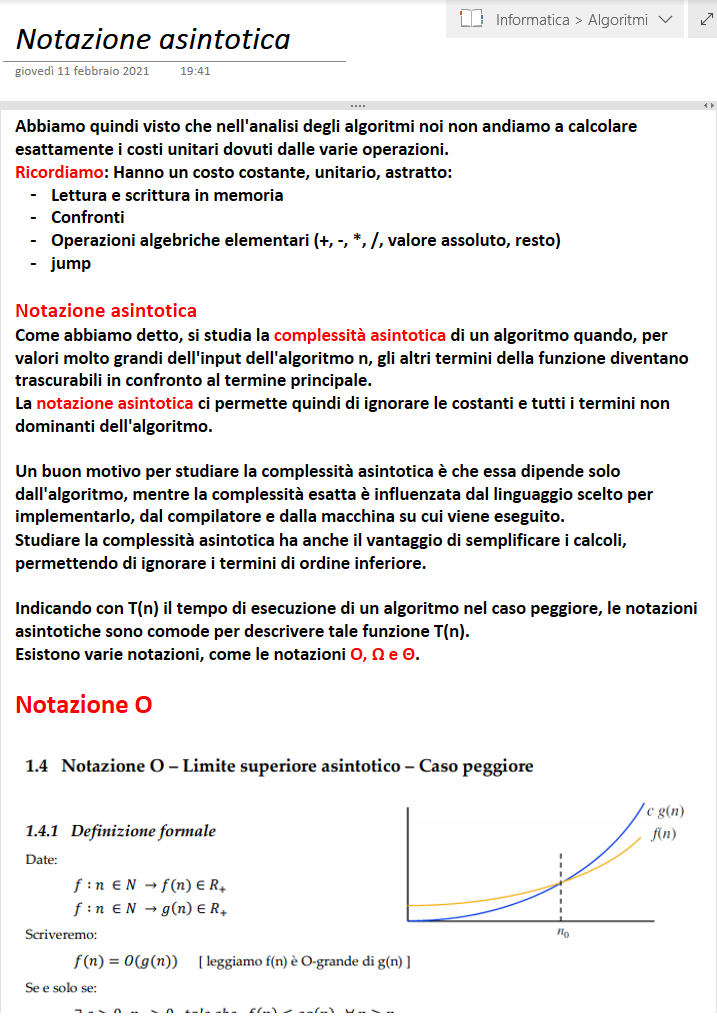 Informatica > Algoritmi
Notazione asintotica
giovedì 11 febbraio 2021 19:41
Abbiamo quindi visto che nell'analisi degli algoritmi noi non andiamo a calcolare
esattamente i costi unitari dovuti dalle varie operazioni.
Ricordiamo: Hanno un costo costante, unitario, astratto:
- Lettura e scrittura in memoria
- Confronti
- Operazioni algebriche elementari (+, -, *, /, valore assoluto, resto)
- jump
Notazione asintotica
Come abbiamo detto, si studia la complessità asintotica di un algoritmo quando, per
valori molto grandi dell'input dell'algoritmo n, gli altri termini della funzione diventano
trascurabili in confronto al termine principale.
La notazione asintotica ci permette quindi di ignorare le costanti e tutti i termini non
dominanti dell'algoritmo.
Un buon motivo per studiare la complessità asintotica è che essa dipende solo
dall'algoritmo, mentre la complessità esatta è influenzata dal linguaggio scelto per
implementarlo, dal compilatore e dalla macchina su cui viene eseguito.
Studiare la complessità asintotica ha anche il vantaggio di semplificare i calcoli,
permettendo di ignorare i termini di ordine inferiore.
Indicando con T(n) il tempo di esecuzione di un algoritmo nel caso peggiore, le notazioni
asintotiche sono comode per descrivere tale funzione T(n).
Esistono varie notazioni, come le notazioni O, Ω e Θ.
Notazione O
1.4 Notazione O – Limite superiore asintotico – Caso peggiore
c g(n)
f(n)
n₀
1.4.1 Definizione formale
Date:
f : n ∈ N → f(n) ∈ R₊
f : n ∈ N → g(n) ∈ R₊
Scriveremo:
f(n) = O(g(n)) [ leggiamo f(n) è O-grande di g(n) ]
Se e solo se: